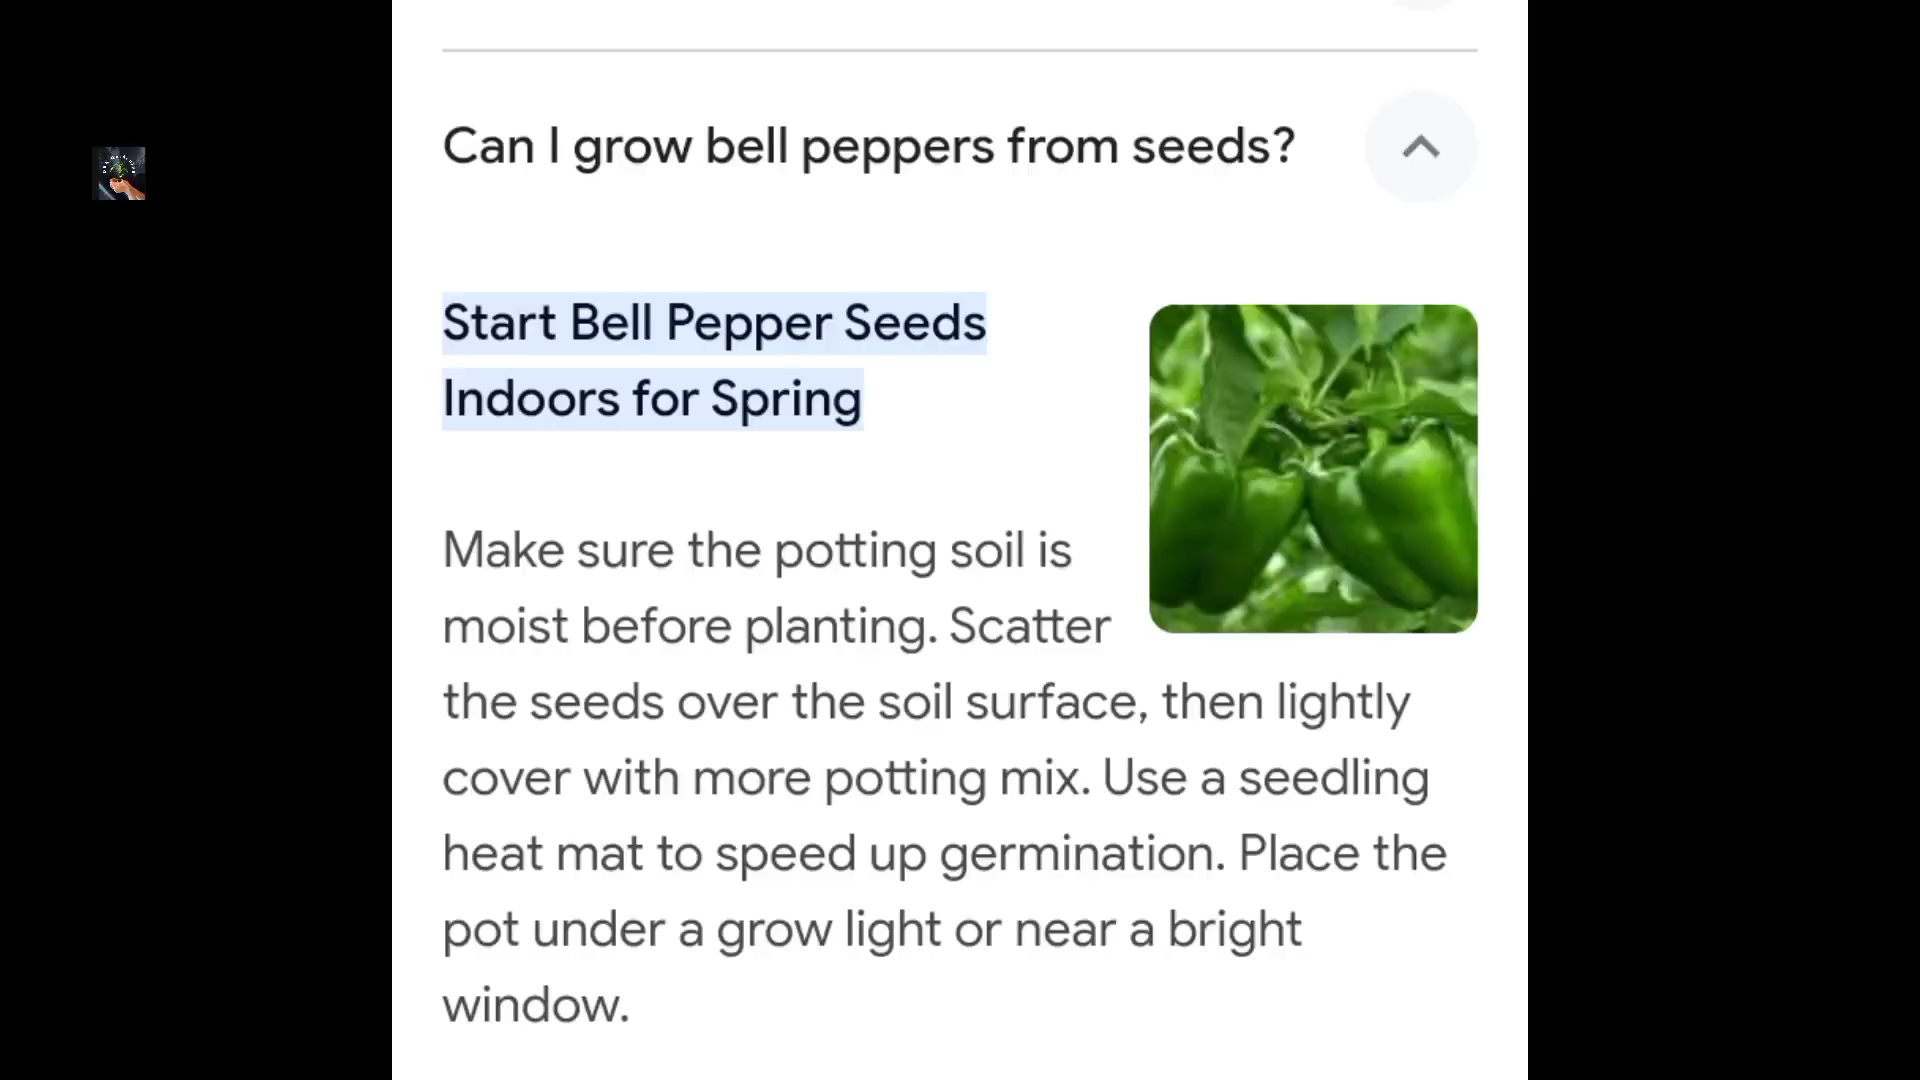 Can I grow bell peppers from seeds?
Start Bell Pepper Seeds
Indoors for Spring
Make sure the potting soil is
moist before planting. Scatter
the seeds over the soil surface, then lightly
cover with more potting mix. Use a seedling
heat mat to speed up germination. Place the
pot under a grow light or near a bright
window.